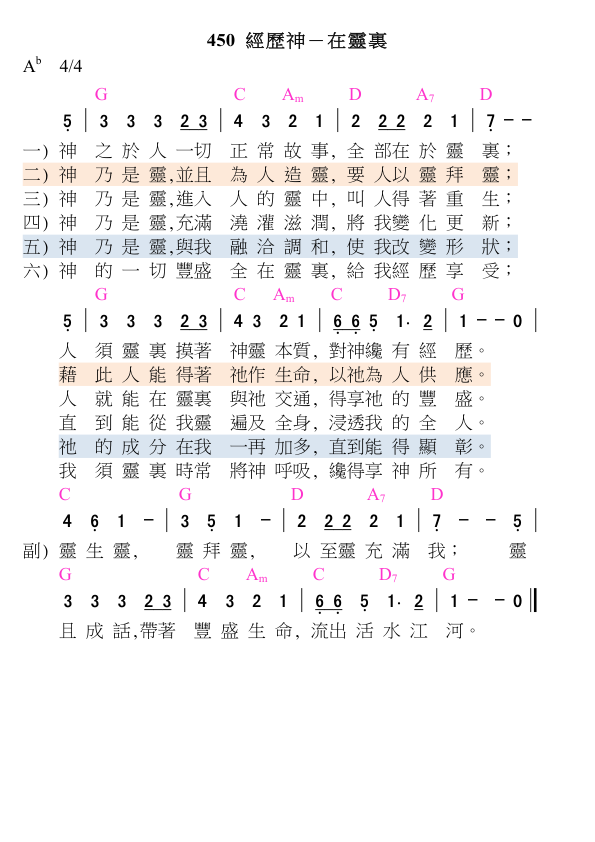 450 經歷神－在靈裏
A♭ 4/4
G C Am D A7 D
5̣ | 3 3 3 2 3 | 4 3 2 1 | 2 2 2 2 1 | 7̣ － －
一) 神 之 於 人 一切 正 常 故 事, 全 部在 於 靈 裏；
二) 神 乃 是 靈,並且 為 人 造 靈, 要 人以 靈 拜 靈；
三) 神 乃 是 靈,進入 人 的 靈 中, 叫 人得 著 重 生；
四) 神 乃 是 靈,充滿 澆 灌 滋 潤, 將 我變 化 更 新；
五) 神 乃 是 靈,與我 融 洽 調 和, 使 我改 變 形 狀；
六) 神 的 一 切 豐盛 全 在 靈 裏, 給 我經 歷 享 受；
G C Am C D7 G
5̣ | 3 3 3 2 3 | 4 3 2 1 | 6̣ 6̣ 5̣ 1· 2 | 1 － － 0 |
人 須 靈 裏 摸著 神靈 本質, 對神纔 有 經 歷。
藉 此 人 能 得著 祂作 生命, 以祂為 人 供 應。
人 就 能 在 靈裏 與祂 交通, 得享祂 的 豐 盛。
直 到 能 從 我靈 遍及 全身, 浸透我 的 全 人。
祂 的 成 分 在我 一再 加多, 直到能 得 顯 彰。
我 須 靈 裏 時常 將神 呼吸, 纔得享 神 所 有。
C G D A7 D
4 6̣ 1 － | 3 5̣ 1 － | 2 2 2 2 1 | 7̣ － － 5̣ |
副) 靈 生 靈, 靈 拜 靈, 以 至靈 充 滿 我； 靈
G C Am C D7 G
3 3 3 2 3 | 4 3 2 1 | 6̣ 6̣ 5̣ 1· 2 | 1 － － 0 ‖
且 成 話,帶著 豐 盛 生 命, 流出 活 水 江 河。